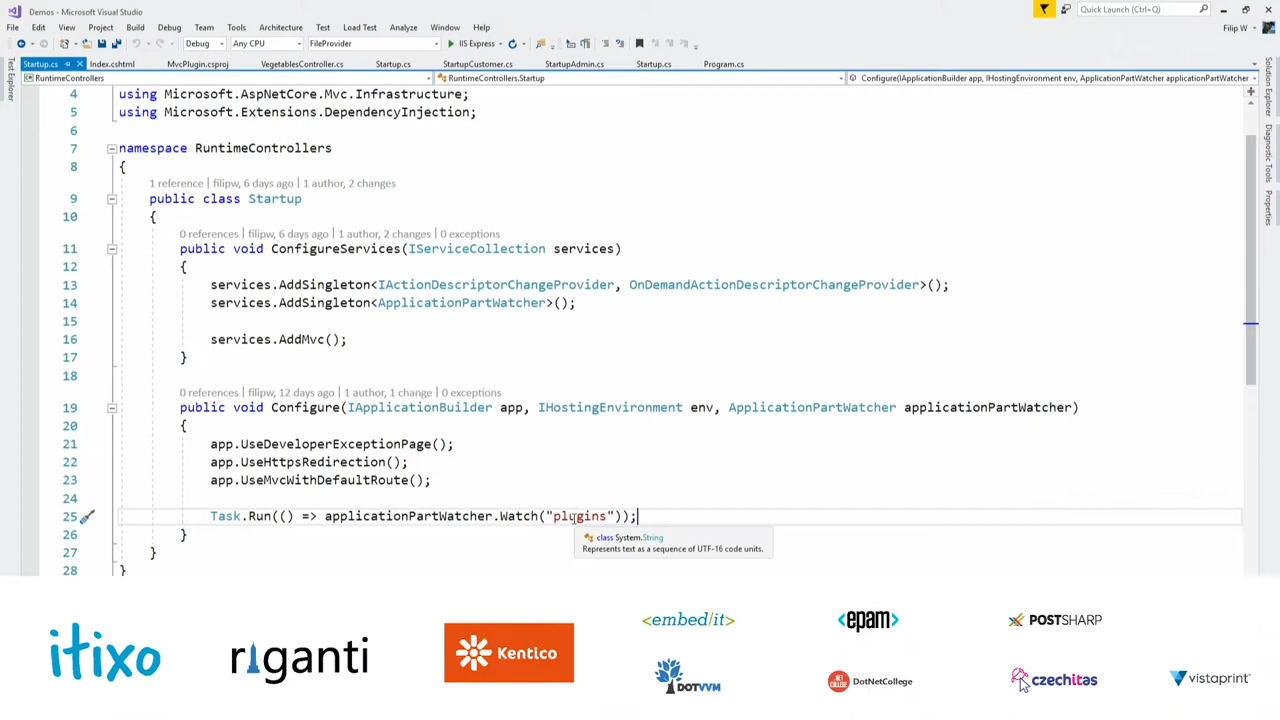 Demos - Microsoft Visual Studio
Quick Launch (Ctrl+Q)
File Edit View Project Build Debug Team Tools Architecture Test Load Test Analyze Window Help
Filip W
Debug Any CPU FileProvider IIS Express
Startup.cs Index.cshtml MvcPlugin.csproj VegetablesController.cs Startup.cs StartupCustomer.cs StartupAdmin.cs Startup.cs Program.cs
RuntimeControllers RuntimeControllers.Startup Configure(IApplicationBuilder app, IHostingEnvironment env, ApplicationPartWatcher applicationPartWatcher
Test Explorer
Solution Explorer
Diagnostic Tools
Properties
4 using Microsoft.AspNetCore.Mvc.Infrastructure;
5 using Microsoft.Extensions.DependencyInjection;
6
7 namespace RuntimeControllers
8 {
1 reference | filipw, 6 days ago | 1 author, 2 changes
9 public class Startup
10 {
0 references | filipw, 6 days ago | 1 author, 2 changes | 0 exceptions
11 public void ConfigureServices(IServiceCollection services)
12 {
13 services.AddSingleton<IActionDescriptorChangeProvider, OnDemandActionDescriptorChangeProvider>();
14 services.AddSingleton<ApplicationPartWatcher>();
15
16 services.AddMvc();
17 }
18
0 references | filipw, 12 days ago | 1 author, 1 change | 0 exceptions
19 public void Configure(IApplicationBuilder app, IHostingEnvironment env, ApplicationPartWatcher applicationPartWatcher)
20 {
21 app.UseDeveloperExceptionPage();
22 app.UseHttpsRedirection();
23 app.UseMvcWithDefaultRoute();
24
25 Task.Run(() => applicationPartWatcher.Watch("plugins"));
26 }
class System.String
Represents text as a sequence of UTF-16 code units.
27 }
28 }
itixo
riganti
Kentico
<embed/it>
<epam>
POSTSHARP
DOTVVM
.NET COLLEGE DotNetCollege
czechitas
vistaprint